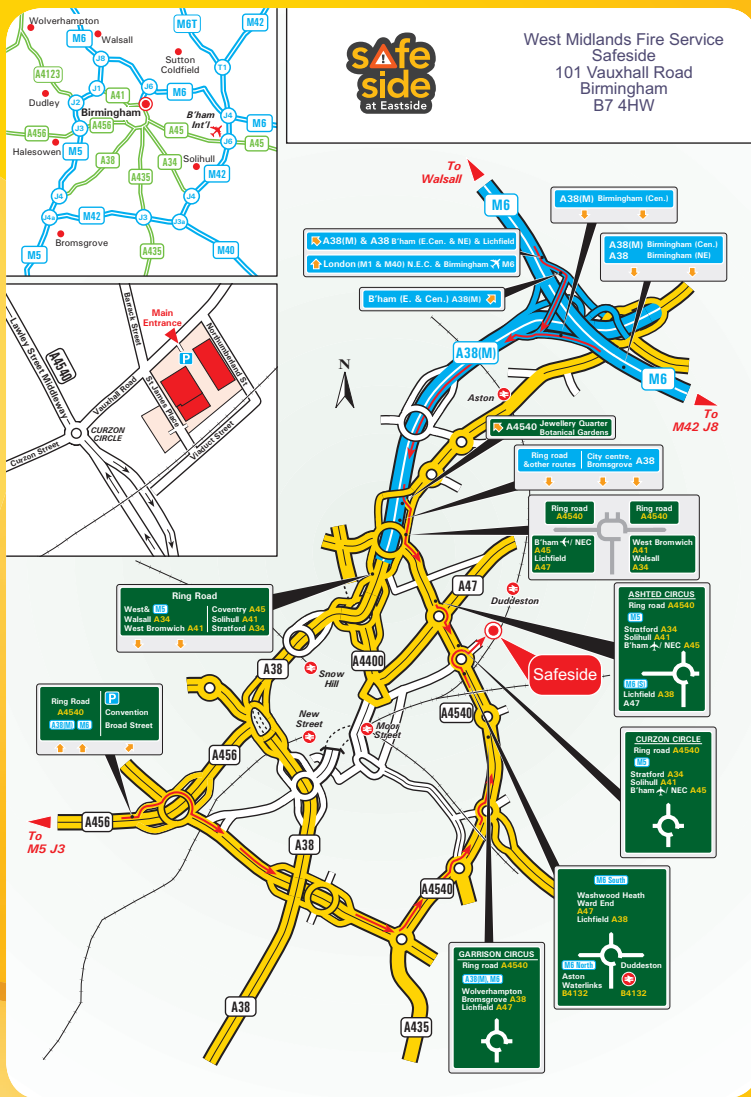 Wolverhampton
M6
Walsall
M6T
M42
J8
Sutton
Coldfield
T1
A4123
J1
A41
J6
M6
Dudley
J2
Birmingham
B'ham
Int'l
J4
M6
A456
J3
A456
A45
J6
A45
Halesowen
M5
A38
A34
Solihull
M42
A435
J4
J4
J4a
M42
J3
J3a
Bromsgrove
M5
A435
M40
safe
side
at Eastside
West Midlands Fire Service
Safeside
101 Vauxhall Road
Birmingham
B7 4HW
Lawley Street Middleway
A4540
Barrack Street
Main
Entrance
P
Northumberland St
Vauxhall Road
St James Place
CURZON
CIRCLE
Curzon Street
Viaduct Street
To
Walsall
M6
A38(M) Birmingham (Cen.)
A38(M) & A38 B'ham (E.Cen. & NE) & Lichfield
London (M1 & M40) N.E.C. & Birmingham M6
A38(M) Birmingham (Cen.)
A38 Birmingham (NE)
B'ham (E. & Cen.) A38(M)
A38(M)
N
M6
Aston
To
M42 J8
A4540 Jewellery Quarter
Botanical Gardens
Ring road
&other routes
City centre,
Bromsgrove, A38
Ring road
A4540
Ring road
A4540
B'ham / NEC
A45
Lichfield
A47
West Bromwich
A41
Walsall
A34
A47
Duddeston
Ring Road
West& M5
Walsall A34
West Bromwich A41
Coventry A45
Solihull A41
Stratford A34
ASHTED CIRCUS
Ring road A4540
M5
Stratford A34
Solihull A41
B'ham / NEC A45
M6 (S)
Lichfield A38
A47
Safeside
A38
Snow
Hill
A4400
Ring Road
A4540
A38(M) M6
P
Convention
Broad Street
New
Street
Moor
Street
A4540
A456
CURZON CIRCLE
Ring road A4540
M6
Stratford A34
Solihull A41
B'ham / NEC A45
A456
To
M5 J3
A38
A4540
M6 South
Washwood Heath
Ward End
A47
Lichfield A38
M6 North
Aston
Waterlinks
B4132
Duddeston
B4132
GARRISON CIRCUS
Ring road A4540
A38(M), M6
Wolverhampton
Bromsgrove A38
Lichfield A47
A38
A435